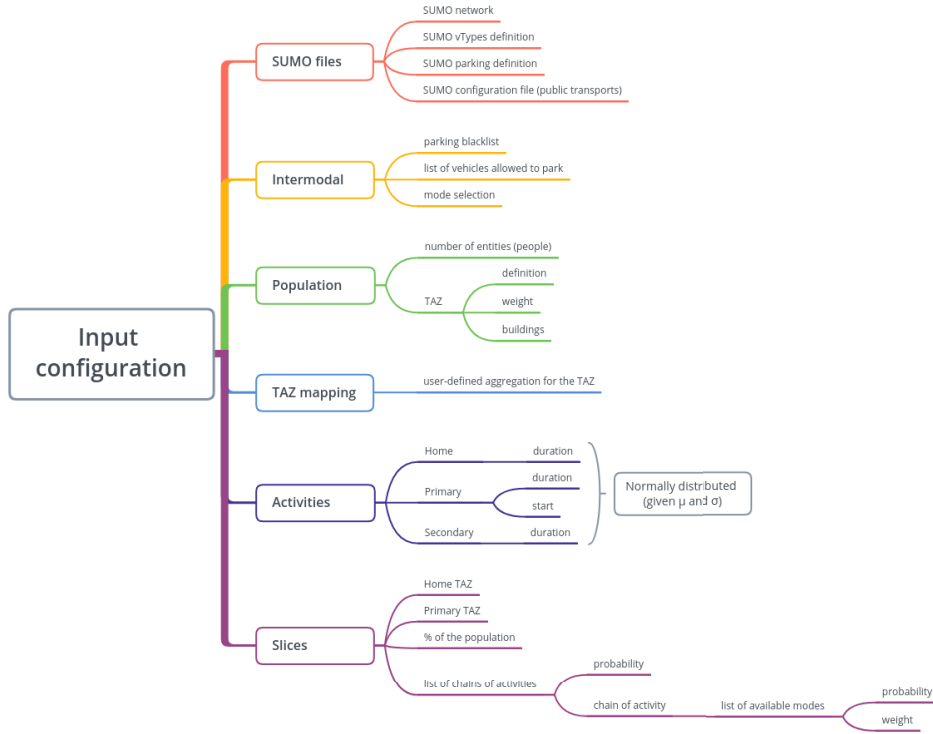 Input
configuration
SUMO files
SUMO network
SUMO vTypes definition
SUMO parking definition
SUMO configuration file (public transports)
Intermodal
parking blacklist
list of vehicles allowed to park
mode selection
Population
number of entities (people)
TAZ
definition
weight
buildings
TAZ mapping
user-defined aggregation for the TAZ
Activities
Home
duration
Primary
duration
start
Secondary
duration
Normally distributed
(given μ and σ)
Slices
Home TAZ
Primary TAZ
% of the population
list of chains of activities
probability
chain of activity
list of available modes
probability
weight